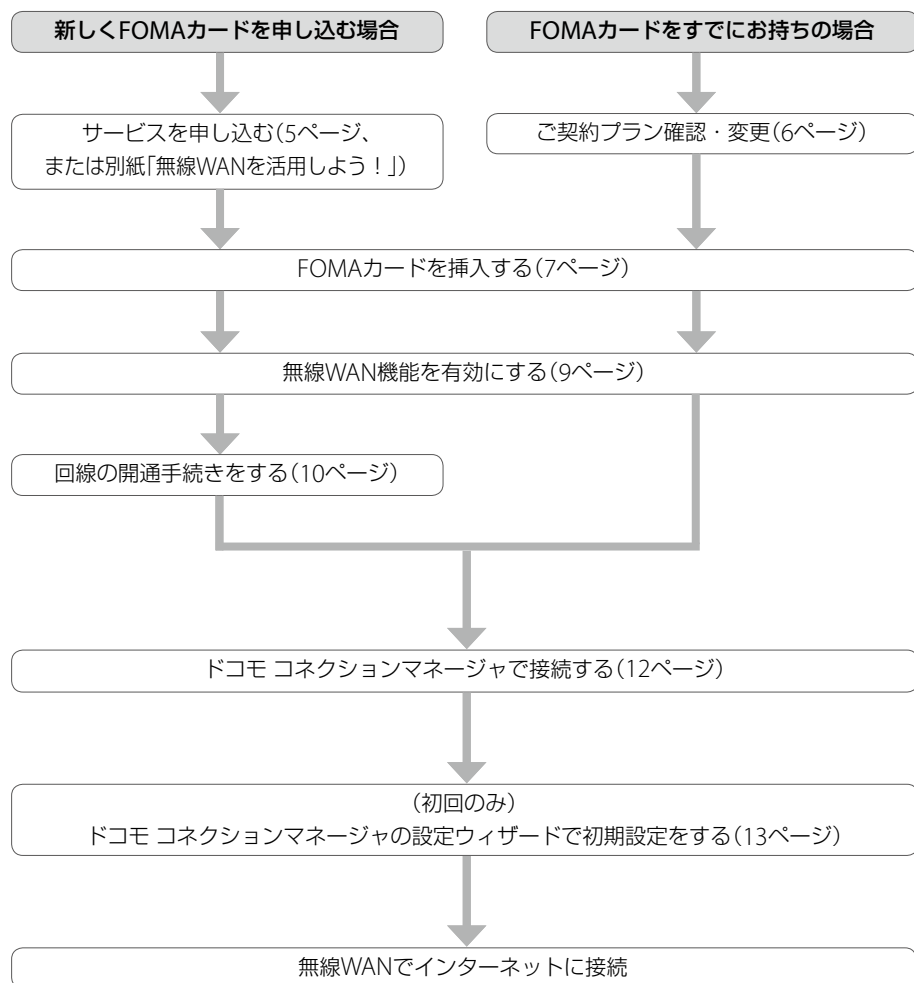 新しくFOMAカードを申し込む場合
FOMAカードをすでにお持ちの場合
サービスを申し込む(5ページ、
または別紙「無線WANを活用しよう！」)
ご契約プラン確認・変更(6ページ)
FOMAカードを挿入する(7ページ)
無線WAN機能を有効にする(9ページ)
回線の開通手続きをする(10ページ)
ドコモ コネクションマネージャで接続する(12ページ)
(初回のみ)
ドコモ コネクションマネージャの設定ウィザードで初期設定をする(13ページ)
無線WANでインターネットに接続